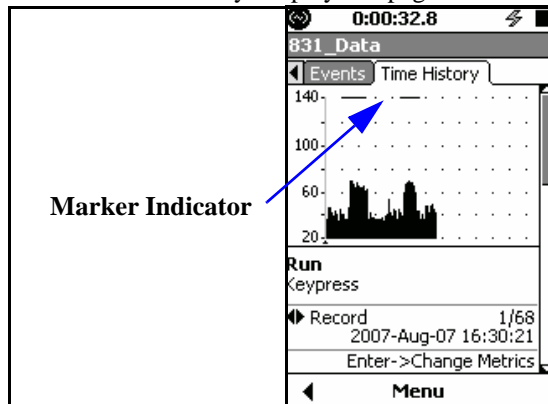 0:00:32.8
831_Data
Events Time History
140
100
60
20
Marker Indicator
Run
Keypress
Record 1/68
2007-Aug-07 16:30:21
Enter->Change Metrics
Menu